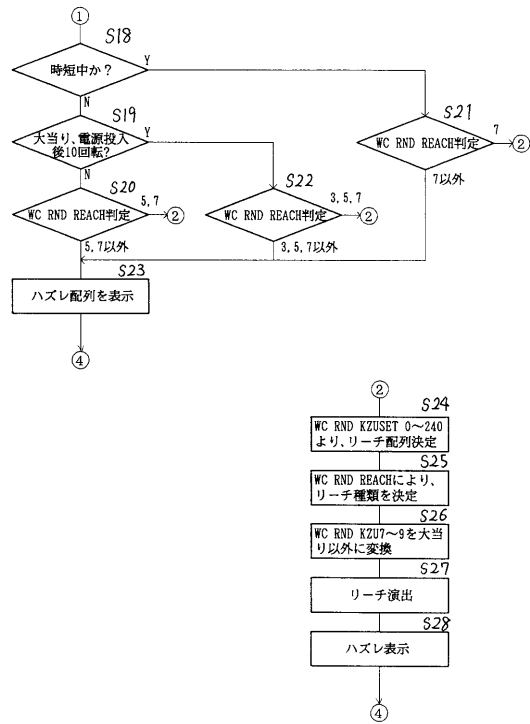 ①
S18
時短中か?
Y
N
S19
大当り、電源投入
後10回転?
Y
N
S21
WC RND REACH判定
7
②
7以外
S20
WC RND REACH判定
5,7
②
5,7以外
S22
WC RND REACH判定
3,5,7
②
3,5,7以外
S23
ハズレ配列を表示
④
②
S24
WC RND KZUSET 0〜240
より、リーチ配列決定
S25
WC RND REACHにより、
リーチ種類を決定
S26
WC RND KZU7〜9を大当
り以外に変換
S27
リーチ演出
S28
ハズレ表示
④